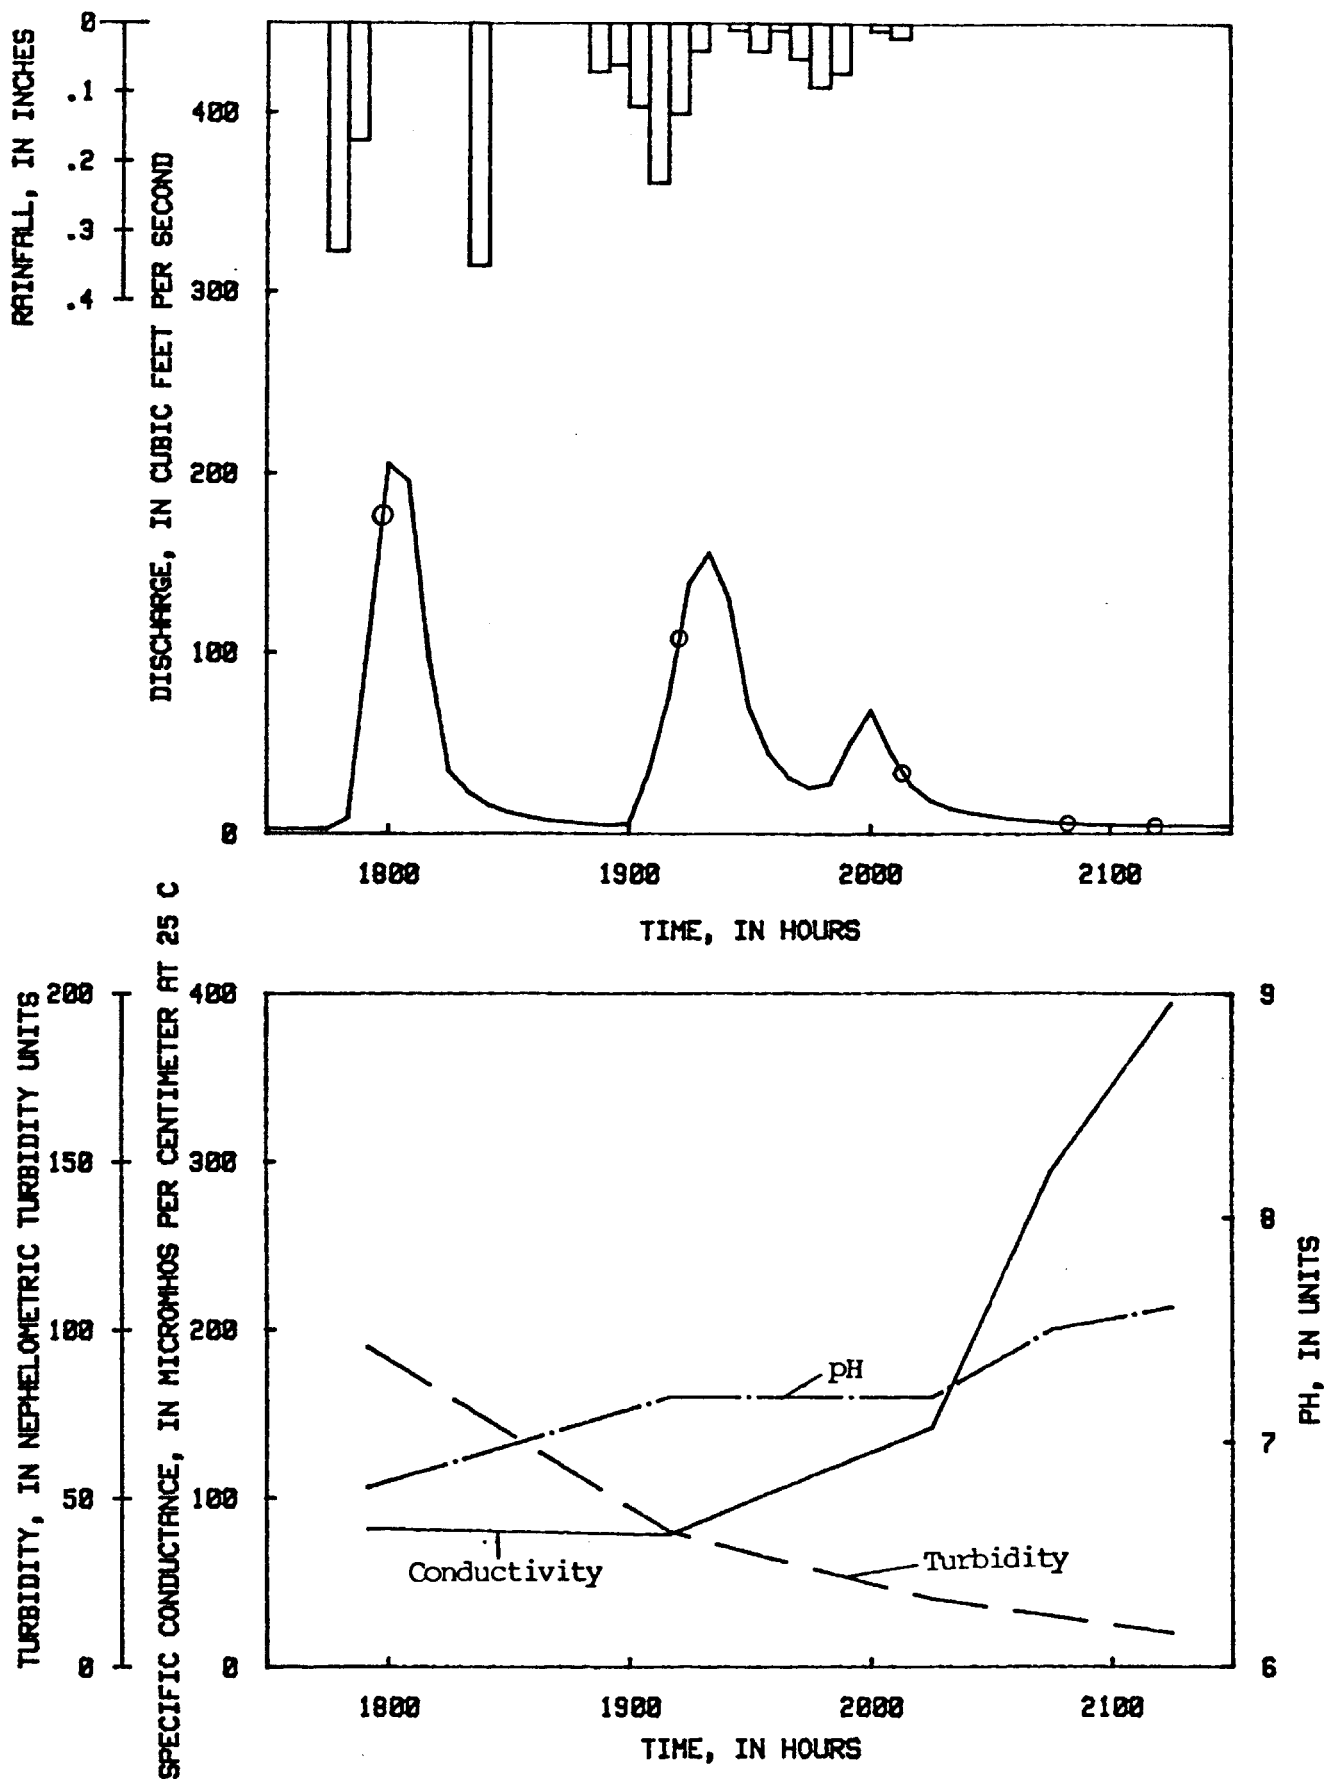 RAINFALL, IN INCHES
0
.1
.2
.3
.4
DISCHARGE, IN CUBIC FEET PER SECOND
400
300
200
100
0
1800 1900 2000 2100
TIME, IN HOURS
TURBIDITY, IN NEPHELOMETRIC TURBIDITY UNITS
200
150
100
50
0
SPECIFIC CONDUCTANCE, IN MICROMHOS PER CENTIMETER AT 25 C
400
300
200
100
0
pH
Conductivity
Turbidity
9
8
7
6
PH, IN UNITS
1800 1900 2000 2100
TIME, IN HOURS